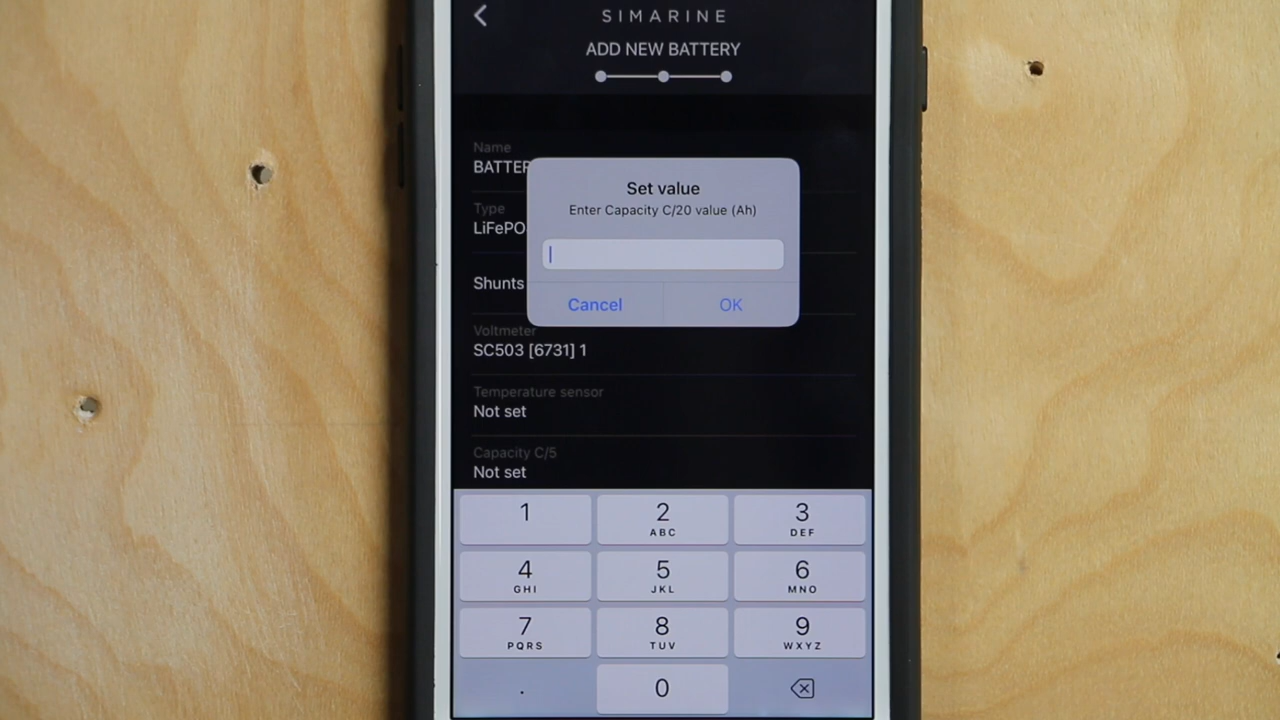 SIMARINE
ADD NEW BATTERY
Name
BATTER
Type
LiFePO
Set value
Enter Capacity C/20 value (Ah)
Cancel
OK
Shunts
Voltmeter
SC503 [6731] 1
Temperature sensor
Not set
Capacity C/5
Not set
1
2
ABC
3
DEF
4
GHI
5
JKL
6
MNO
7
PQRS
8
TUV
9
WXYZ
.
0